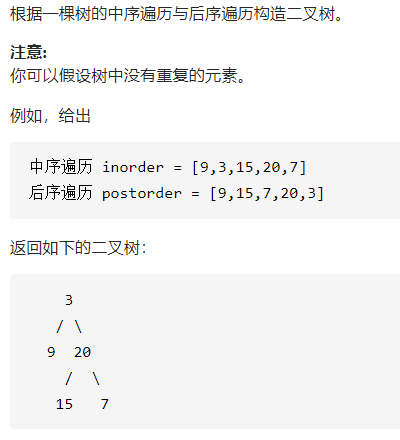 根据一棵树的中序遍历与后序遍历构造二叉树。
注意:
你可以假设树中没有重复的元素。
例如，给出
中序遍历 inorder = [9,3,15,20,7]
后序遍历 postorder = [9,15,7,20,3]
返回如下的二叉树：
3
/ \
9 20
/ \
15 7